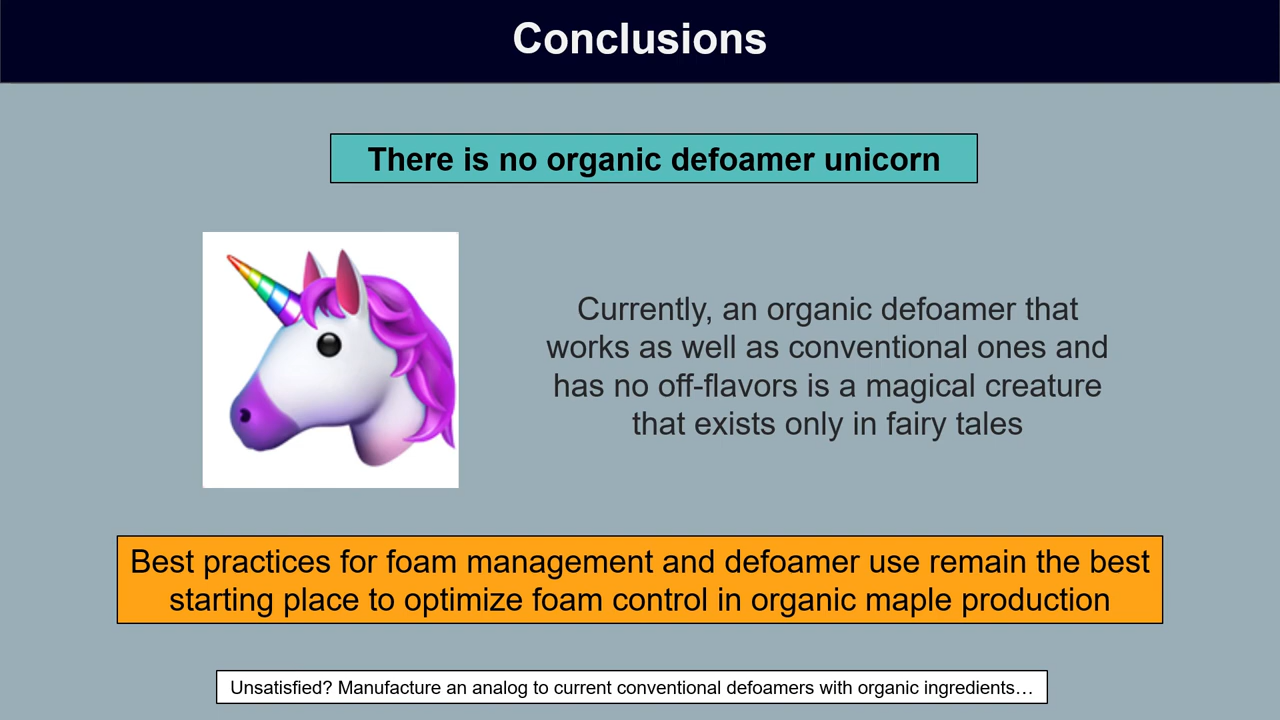 Conclusions
There is no organic defoamer unicorn
Currently, an organic defoamer that
works as well as conventional ones and
has no off-flavors is a magical creature
that exists only in fairy tales
Best practices for foam management and defoamer use remain the best
starting place to optimize foam control in organic maple production
Unsatisfied? Manufacture an analog to current conventional defoamers with organic ingredients…